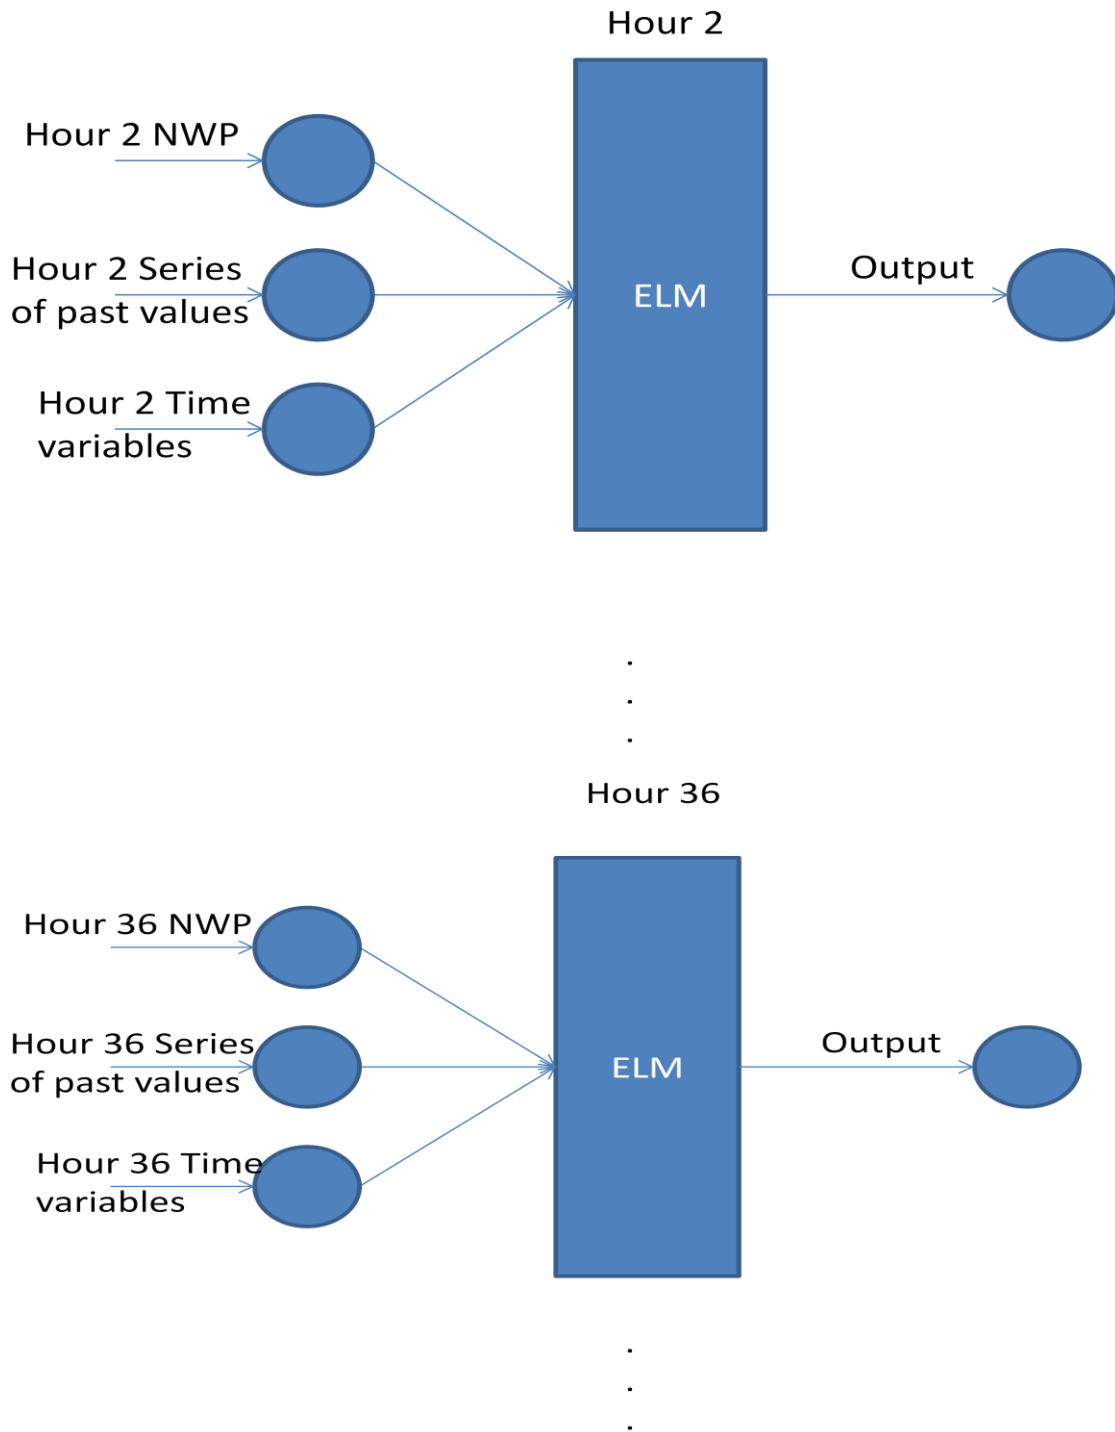 Hour 2
Hour 2 NWP
Hour 2 Series
of past values
Hour 2 Time
variables
ELM
Output
.
.
.
Hour 36
Hour 36 NWP
Hour 36 Series
of past values
Hour 36 Time
variables
ELM
Output
.
.
.